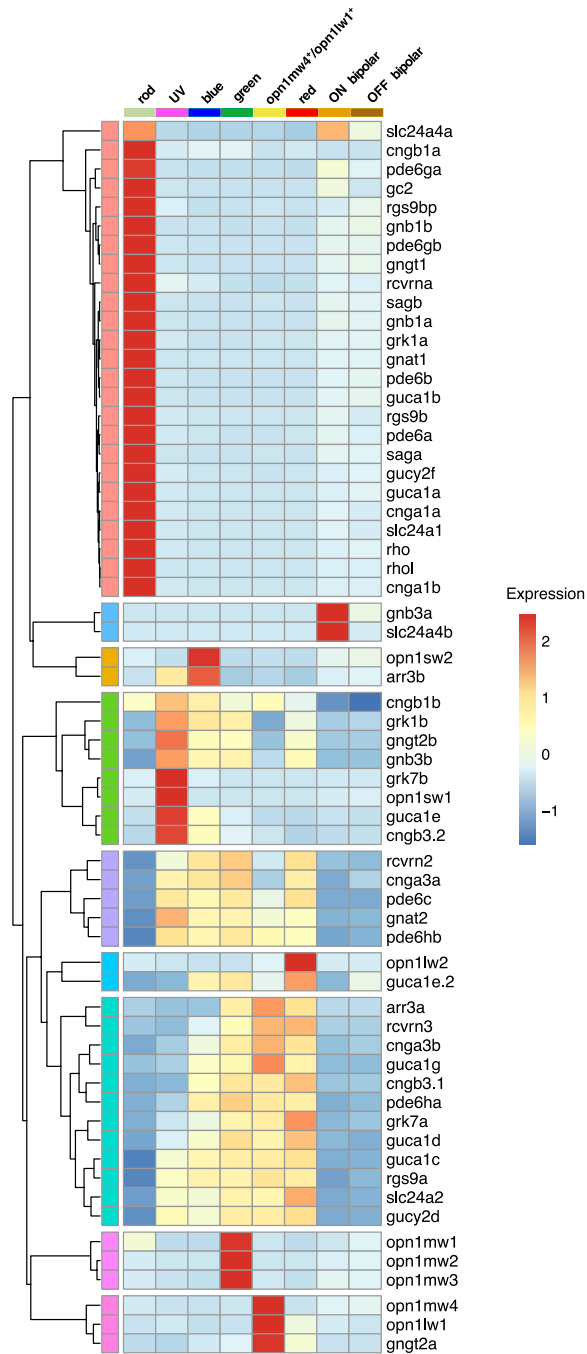 rod
UV
blue
green
opn1mw4⁺/opn1lw1⁺
red
ON bipolar
OFF bipolar
slc24a4a
cngb1a
pde6ga
gc2
rgs9bp
gnb1b
pde6gb
gngt1
rcvrna
sagb
gnb1a
grk1a
gnat1
pde6b
guca1b
rgs9b
pde6a
saga
gucy2f
guca1a
cnga1a
slc24a1
rho
rhol
cnga1b
gnb3a
slc24a4b
opn1sw2
arr3b
cngb1b
grk1b
gngt2b
gnb3b
grk7b
opn1sw1
guca1e
cngb3.2
rcvrn2
cnga3a
pde6c
gnat2
pde6hb
opn1lw2
guca1e.2
arr3a
rcvrn3
cnga3b
guca1g
cngb3.1
pde6ha
grk7a
guca1d
guca1c
rgs9a
slc24a2
gucy2d
opn1mw1
opn1mw2
opn1mw3
opn1mw4
opn1lw1
gngt2a
Expression
2
1
0
−1